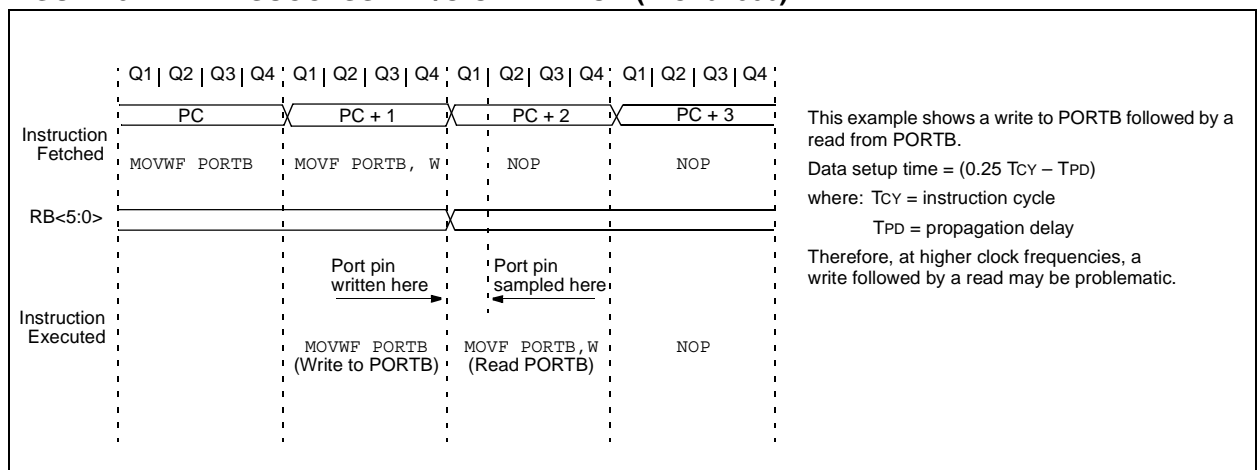 Q1 | Q2 | Q3 | Q4 Q1 | Q2 | Q3 | Q4 Q1 | Q2 | Q3 | Q4 Q1 | Q2 | Q3 | Q4
PC PC + 1 PC + 2 PC + 3
Instruction
Fetched
MOVWF PORTB MOVF PORTB, W NOP NOP
RB<5:0>
Port pin
written here
Port pin
sampled here
Instruction
Executed
MOVWF PORTB
(Write to PORTB)
MOVF PORTB,W
(Read PORTB)
NOP
This example shows a write to PORTB followed by a
read from PORTB.
Data setup time = (0.25 TCY – TPD)
where: TCY = instruction cycle
TPD = propagation delay
Therefore, at higher clock frequencies, a
write followed by a read may be problematic.